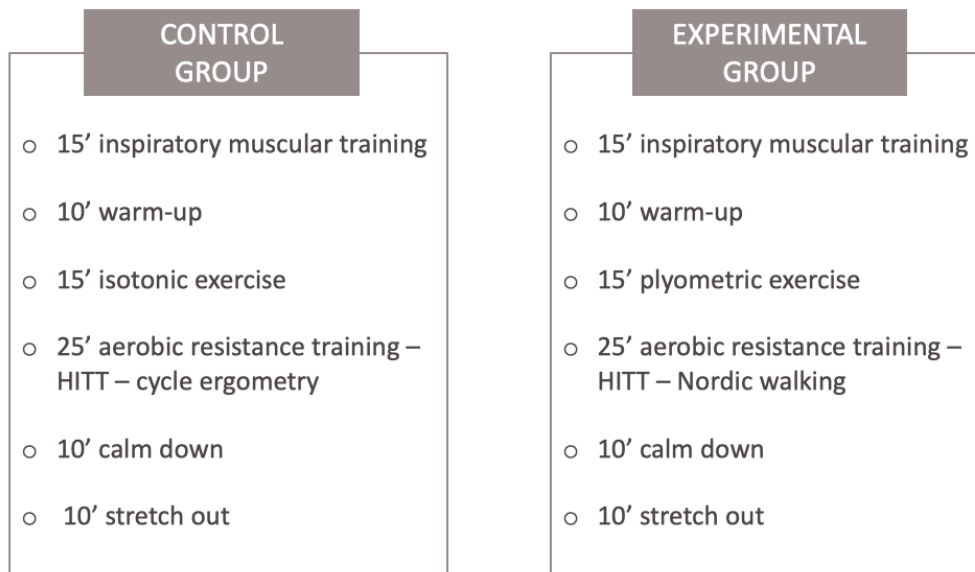 CONTROL
GROUP
○ 15’ inspiratory muscular training
○ 10’ warm-up
○ 15’ isotonic exercise
○ 25’ aerobic resistance training –
HITT – cycle ergometry
○ 10’ calm down
○ 10’ stretch out
EXPERIMENTAL
GROUP
○ 15’ inspiratory muscular training
○ 10’ warm-up
○ 15’ plyometric exercise
○ 25’ aerobic resistance training –
HITT – Nordic walking
○ 10’ calm down
○ 10’ stretch out